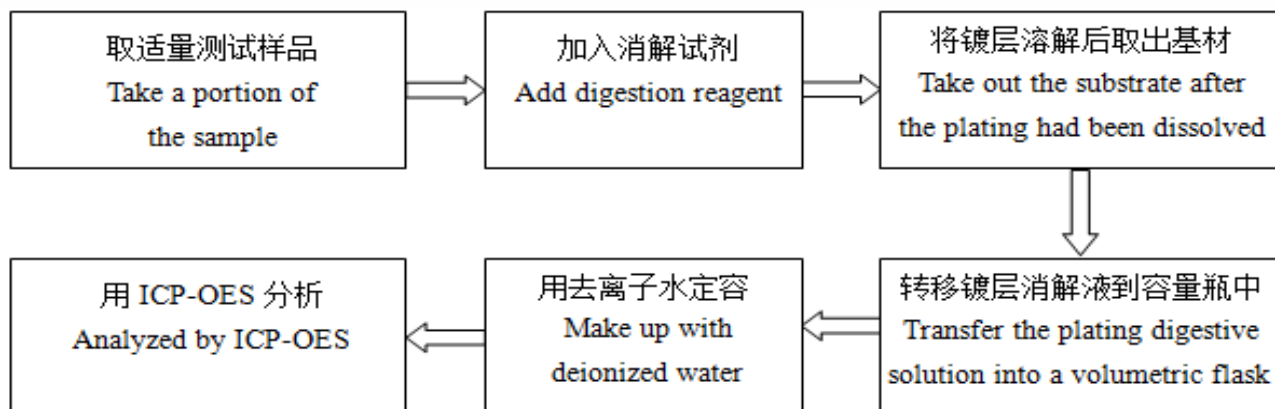 取适量测试样品
Take a portion of
the sample
加入消解试剂
Add digestion reagent
将镀层溶解后取出基材
Take out the substrate after
the plating had been dissolved
转移镀层消解液到容量瓶中
Transfer the plating digestive
solution into a volumetric flask
用去离子水定容
Make up with
deionized water
用 ICP-OES 分析
Analyzed by ICP-OES